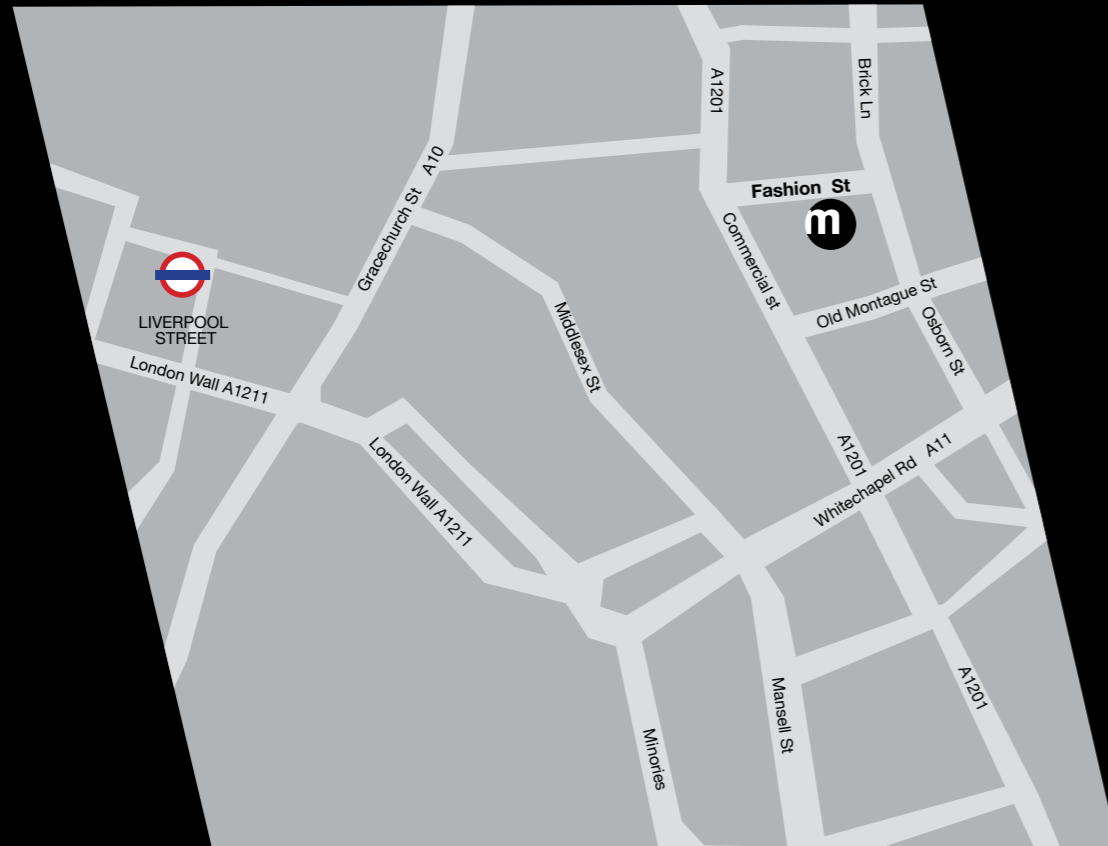 A1201
Brick Ln
A10
Fashion St
m
Gracechurch St
Commercial st
LIVERPOOL
STREET
Old Montague St
Middlesex St
Osborn St
London Wall A1211
London Wall A1211
A1201
Whitechapel Rd A11
A1201
Mansell St
Minories